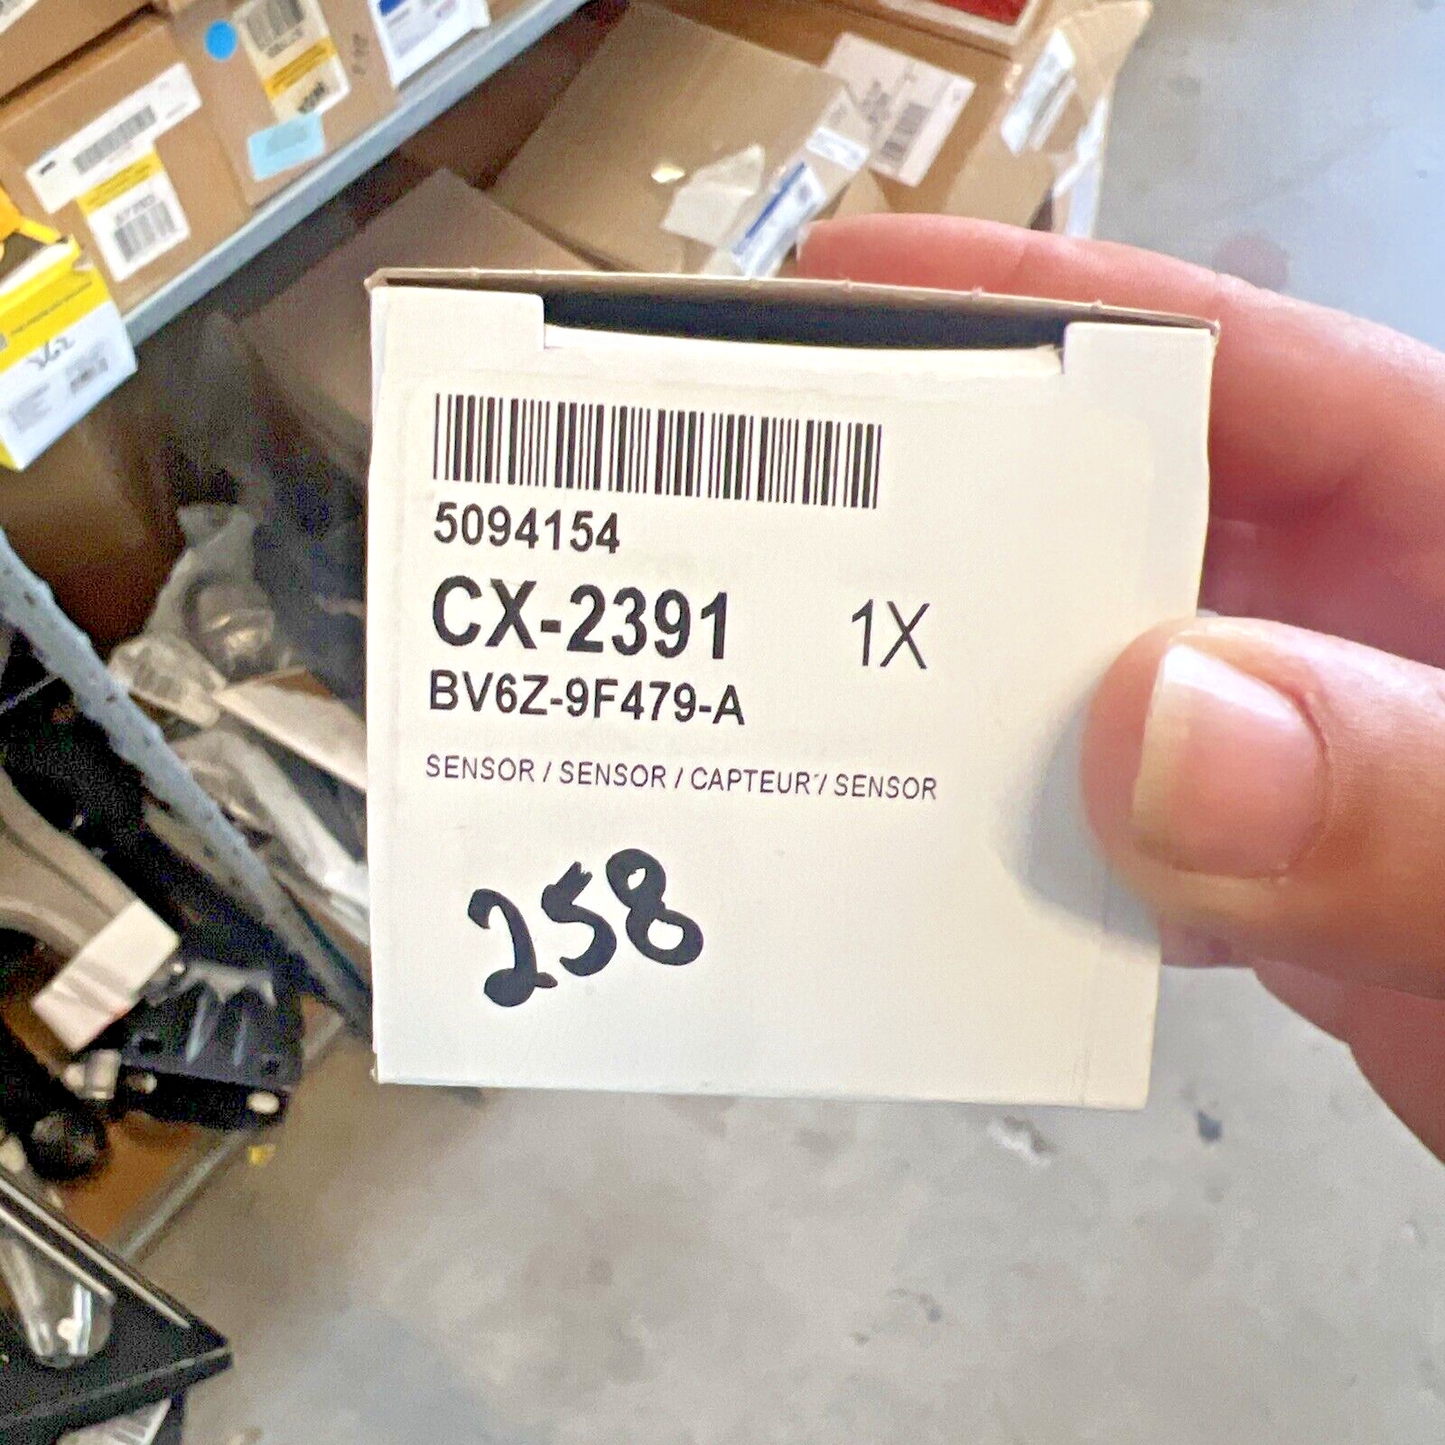 5094154
CX-2391 1X
BV6Z-9F479-A
SENSOR / SENSOR / CAPTEUR / SENSOR
258